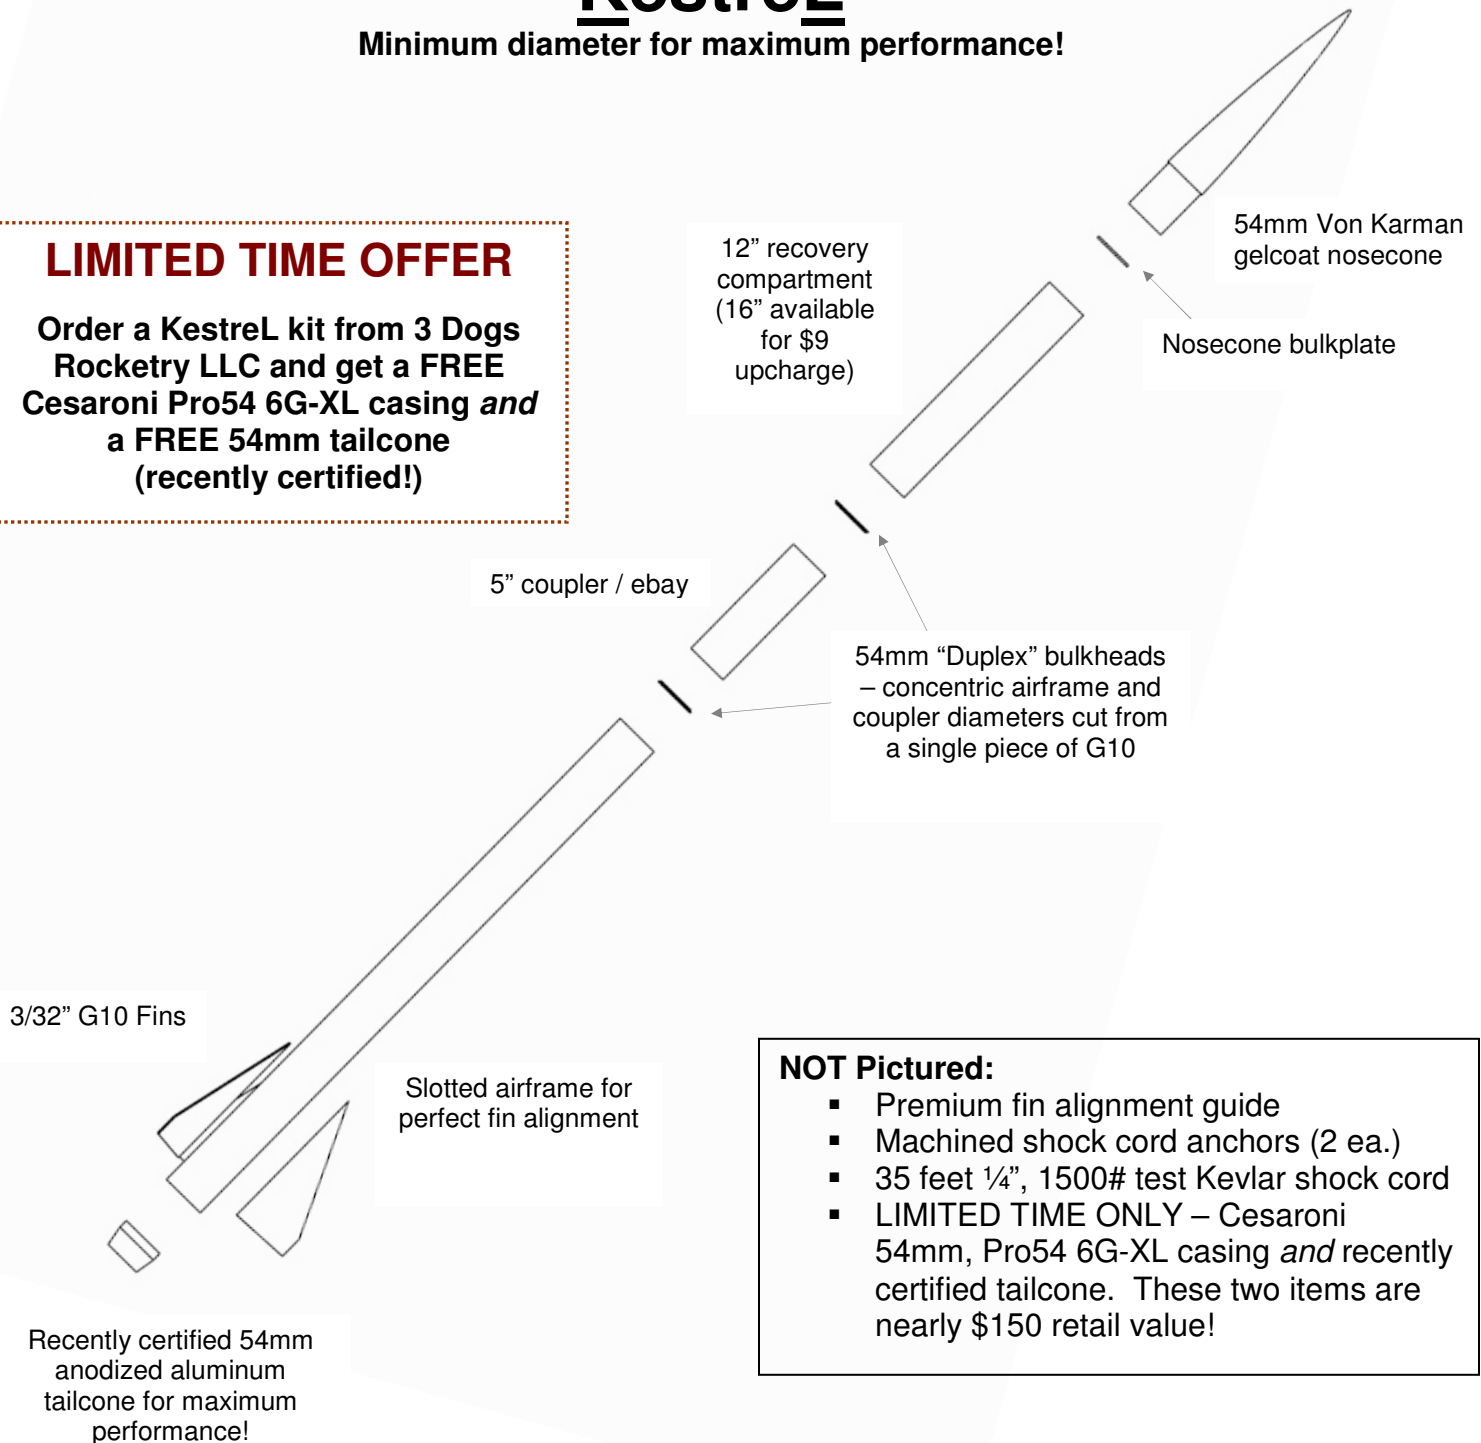 KestreL
Minimum diameter for maximum performance!
LIMITED TIME OFFER
Order a KestreL kit from 3 Dogs
Rocketry LLC and get a FREE
Cesaroni Pro54 6G-XL casing and
a FREE 54mm tailcone
(recently certified!)
12” recovery
compartment
(16” available
for $9
upcharge)
54mm Von Karman
gelcoat nosecone
Nosecone bulkplate
5” coupler / ebay
54mm “Duplex” bulkheads
– concentric airframe and
coupler diameters cut from
a single piece of G10
3/32” G10 Fins
Slotted airframe for
perfect fin alignment
NOT Pictured:
▪ Premium fin alignment guide
▪ Machined shock cord anchors (2 ea.)
▪ 35 feet ¼”, 1500# test Kevlar shock cord
▪ LIMITED TIME ONLY – Cesaroni
54mm, Pro54 6G-XL casing and recently
certified tailcone. These two items are
nearly $150 retail value!
Recently certified 54mm
anodized aluminum
tailcone for maximum
performance!